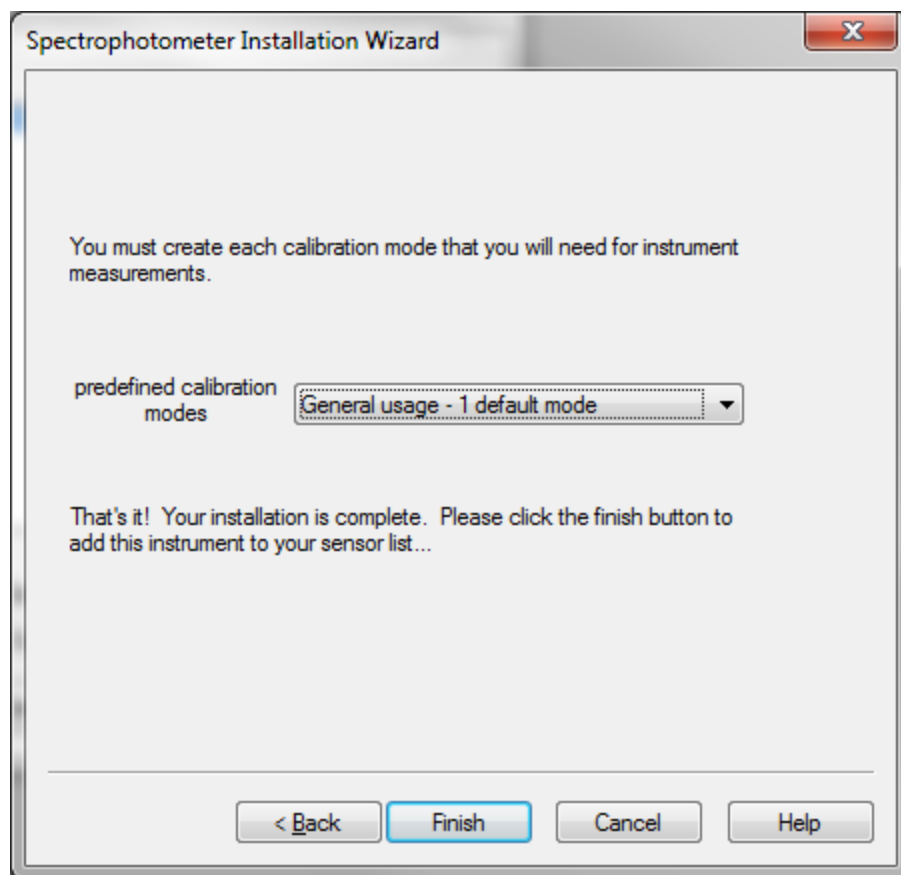 Spectrophotometer Installation Wizard
You must create each calibration mode that you will need for instrument
measurements.
predefined calibration
modes
General usage - 1 default mode
That's it!  Your installation is complete.  Please click the finish button to
add this instrument to your sensor list...
< Back
Finish
Cancel
Help